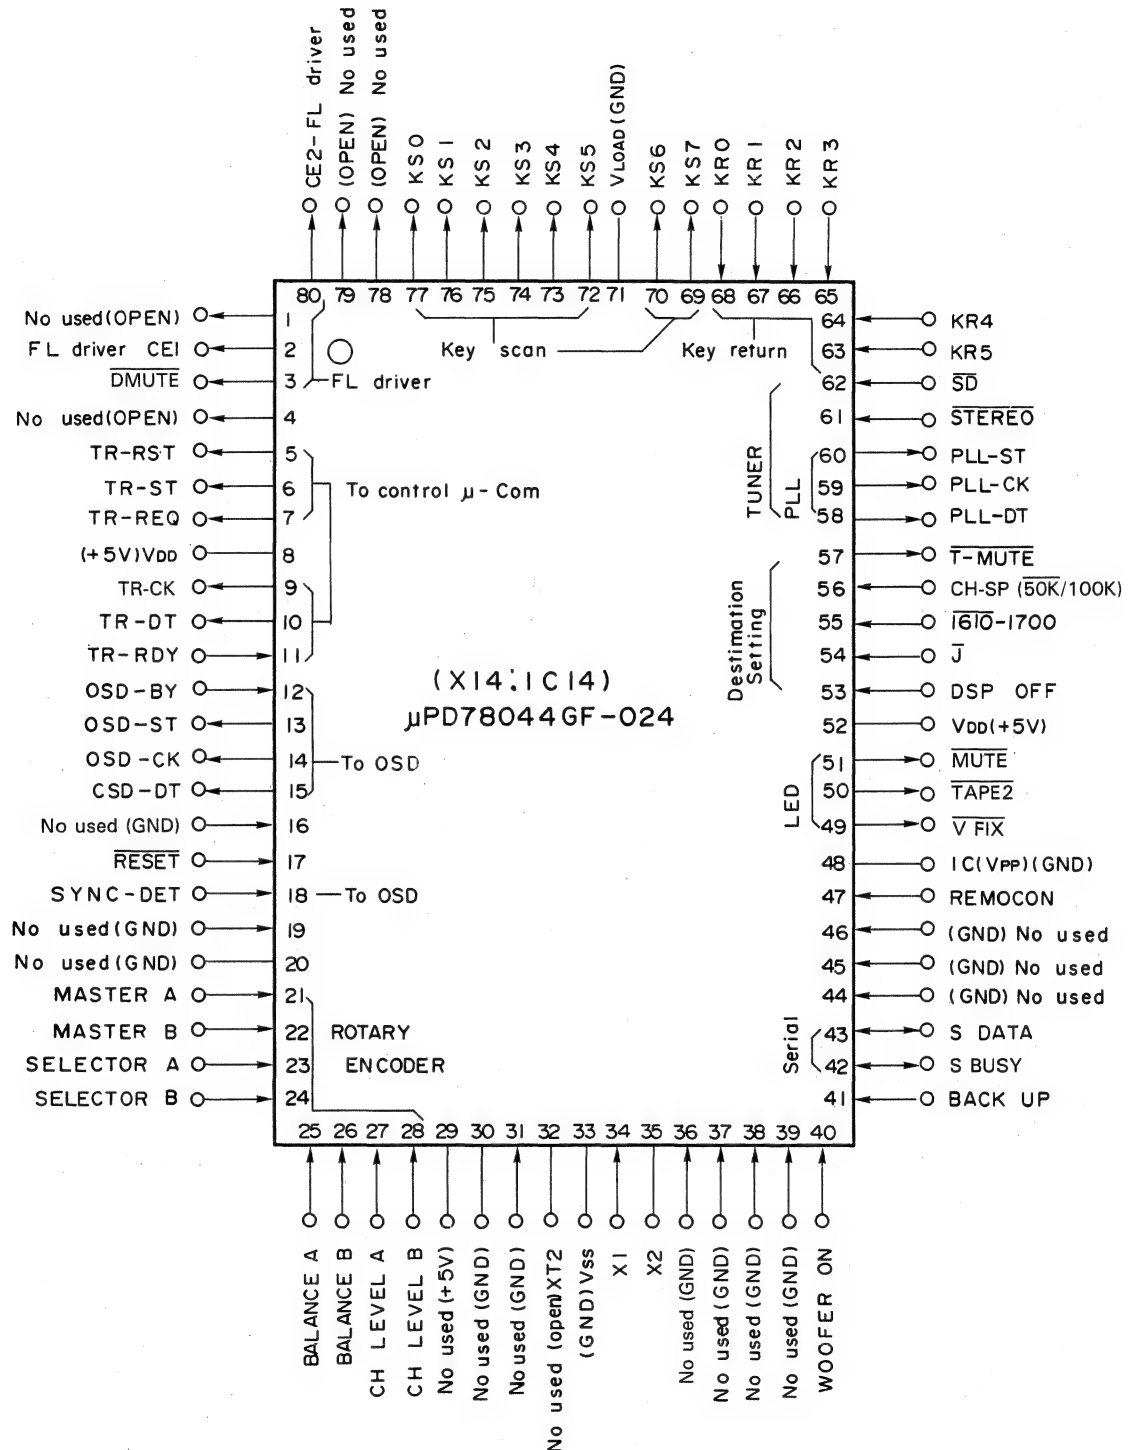 CE2-FL driver
(OPEN) No used
(OPEN) No used
KS0
KS1
KS2
KS3
KS4
KS5
VLOAD(GND)
KS6
KS7
KR0
KR1
KR2
KR3
80 79 78 77 76 75 74 73 72 71 70 69 68 67 66 65
Key scan
Key return
FL driver
No used(OPEN) 1
FL driver CE1 2
DMUTE 3
No used(OPEN) 4
TR-RST 5
TR-ST 6
TR-REQ 7
To control μ-Com
(+5V)VDD 8
TR-CK 9
TR-DT 10
TR-RDY 11
OSD-BY 12
OSD-ST 13
OSD-CK 14
To OSD
CSD-DT 15
No used (GND) 16
RESET 17
SYNC-DET 18
To OSD
No used(GND) 19
No used(GND) 20
MASTER A 21
MASTER B 22
SELECTOR A 23
SELECTOR B 24
ROTARY
ENCODER
(X14:IC14)
μPD78044GF-024
64 KR4
63 KR5
62 SD
61 STEREO
60 PLL-ST
59 PLL-CK
58 PLL-DT
TUNER
PLL
57 T-MUTE
56 CH-SP (50K/100K)
55 1610-1700
54 J
53 DSP OFF
Destimation
Setting
52 VDD(+5V)
51 MUTE
50 TAPE2
49 V FIX
LED
48 IC(VPP)(GND)
47 REMOCON
46 (GND) No used
45 (GND) No used
44 (GND) No used
43 S DATA
42 S BUSY
Serial
41 BACK UP
25 26 27 28 29 30 31 32 33 34 35 36 37 38 39 40
BALANCE A
BALANCE B
CH LEVEL A
CH LEVEL B
No used (+5V)
No used (GND)
No used (GND)
No used (open)XT2
(GND)Vss
X1
X2
No used (GND)
No used (GND)
No used (GND)
No used (GND)
WOOFER ON